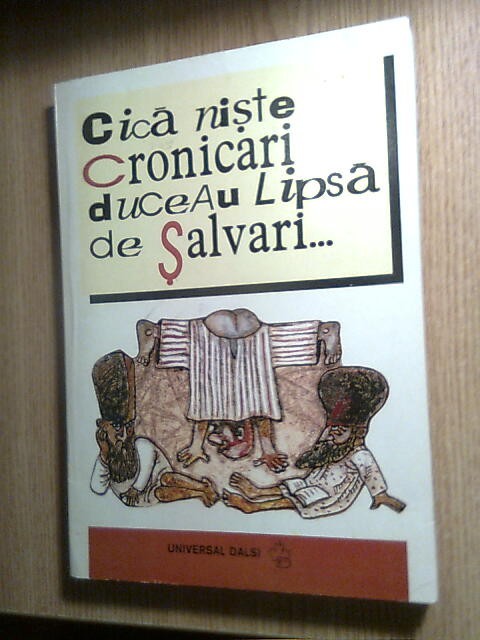 Cică niște
Cronicari
duceau Lipsă
de Șalvari...
UNIVERSAL DALSI